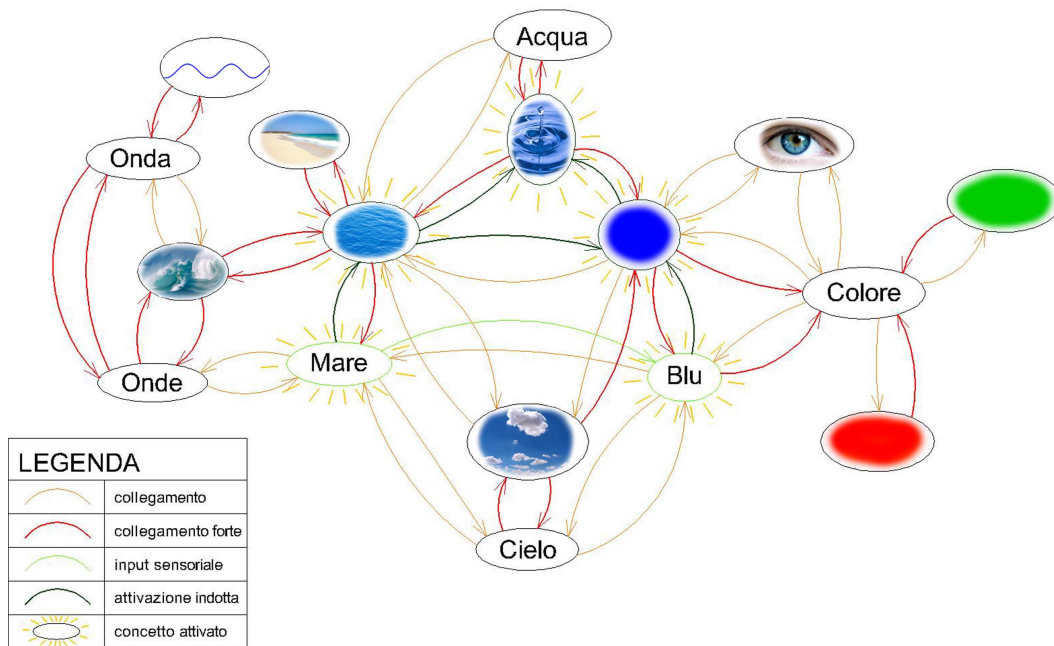 Acqua
Onda
Colore
Mare
Blu
Onde
Cielo
LEGENDA
collegamento
collegamento forte
input sensoriale
attivazione indotta
concetto attivato